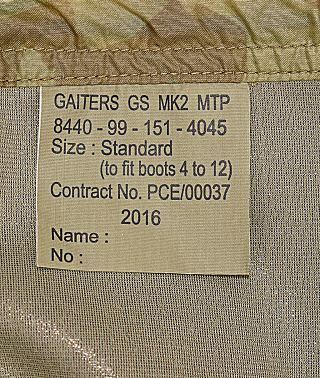 GAITERS GS MK2 MTP
8440 - 99 - 151 - 4045
Size : Standard
(to fit boots 4 to 12)
Contract No. PCE/00037
2016
Name :
No :